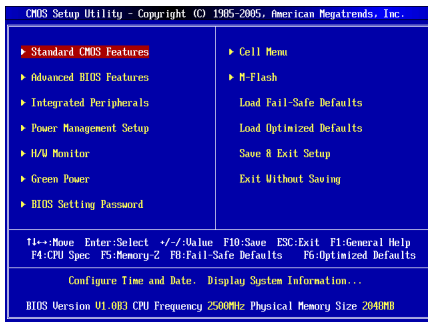 CMOS Setup Utility - Copyright (C) 1985-2005, American Megatrends, Inc.
▶ Standard CMOS Features
▶ Advanced BIOS Features
▶ Integrated Peripherals
▶ Power Management Setup
▶ H/W Monitor
▶ Green Power
▶ BIOS Setting Password
▶ Cell Menu
▶ M-Flash
Load Fail-Safe Defaults
Load Optimized Defaults
Save & Exit Setup
Exit Without Saving
↑↓←→:Move Enter:Select +/-/:Value F10:Save ESC:Exit F1:General Help
F4:CPU Spec F5:Memory-Z F8:Fail-Safe Defaults F6:Optimized Defaults
Configure Time and Date. Display System Information...
BIOS Version V1.0B3 CPU Frequency 2500MHz Physical Memory Size 2048MB